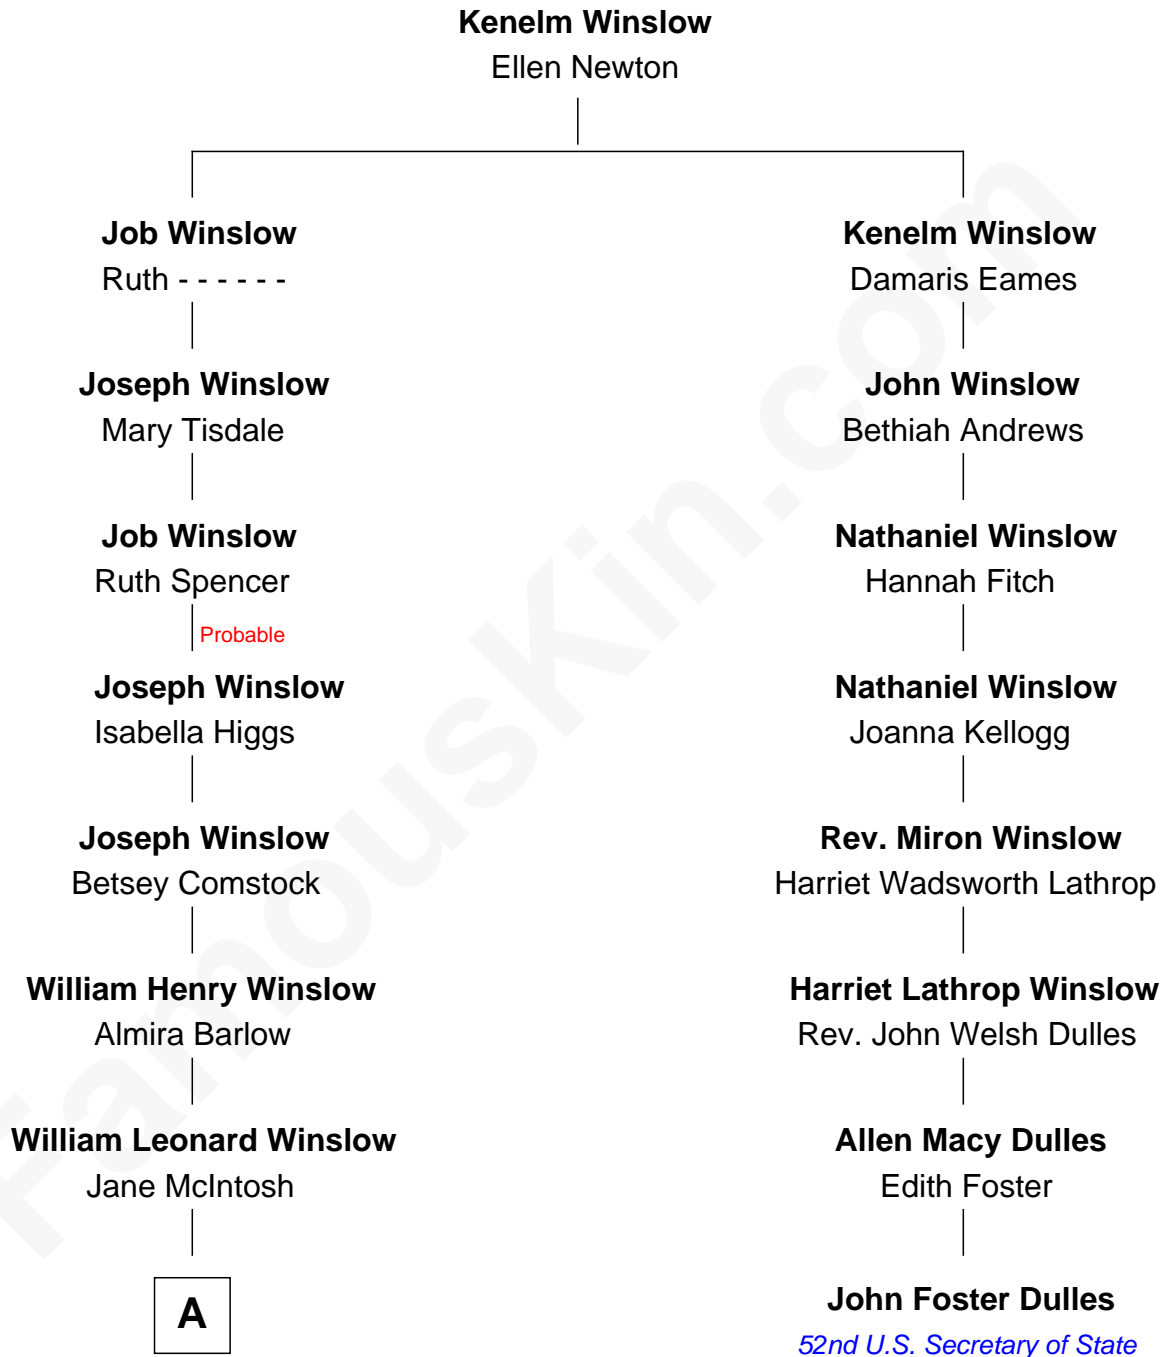 Kenelm Winslow
Ellen Newton
Job Winslow
Ruth - - - - - -
Kenelm Winslow
Damaris Eames
Joseph Winslow
Mary Tisdale
John Winslow
Bethiah Andrews
Job Winslow
Ruth Spencer
Nathaniel Winslow
Hannah Fitch
Probable
Joseph Winslow
Isabella Higgs
Nathaniel Winslow
Joanna Kellogg
Joseph Winslow
Betsey Comstock
Rev. Miron Winslow
Harriet Wadsworth Lathrop
William Henry Winslow
Almira Barlow
Harriet Lathrop Winslow
Rev. John Welsh Dulles
William Leonard Winslow
Jane McIntosh
Allen Macy Dulles
Edith Foster
A
John Foster Dulles
52nd U.S. Secretary of State
FamousKin.com